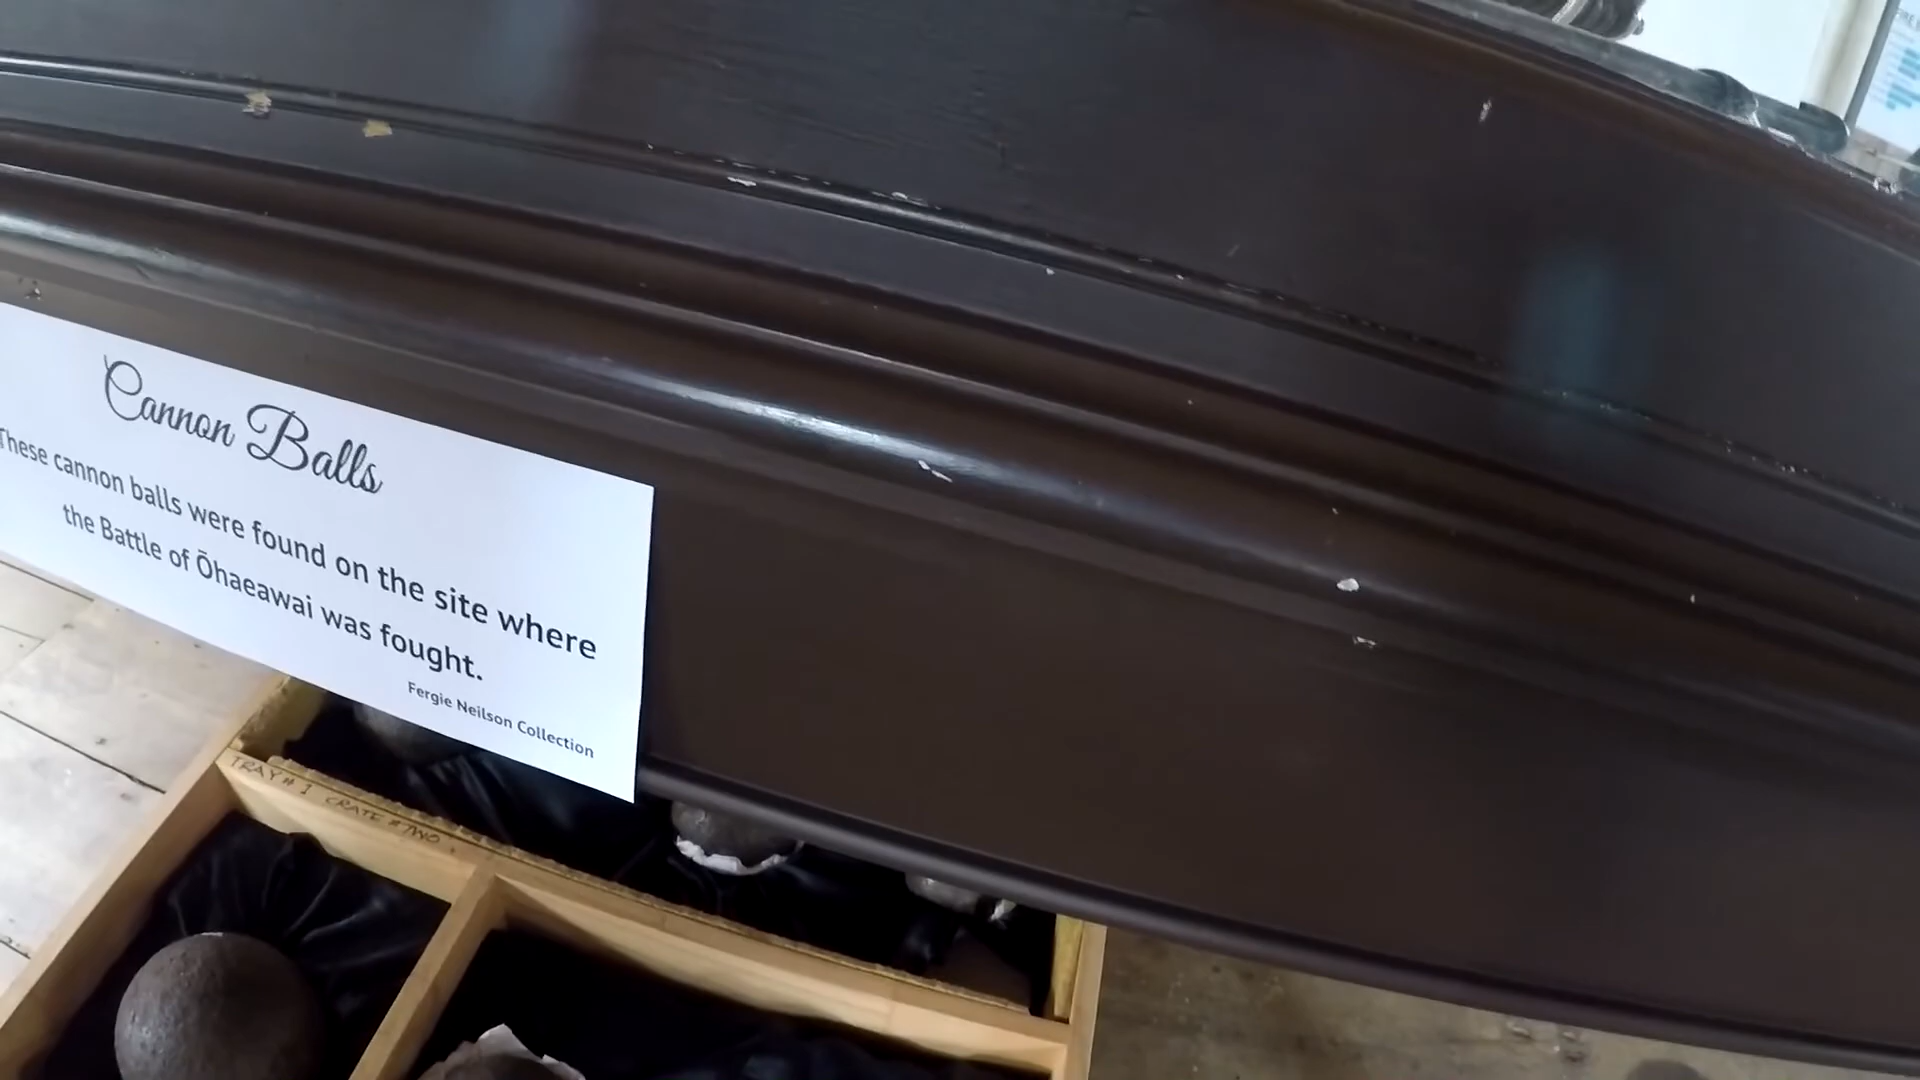 Cannon Balls
These cannon balls were found on the site where
the Battle of Ōhaeawai was fought.
Fergie Neilson Collection
TRAY # 1 CRATE # TWO